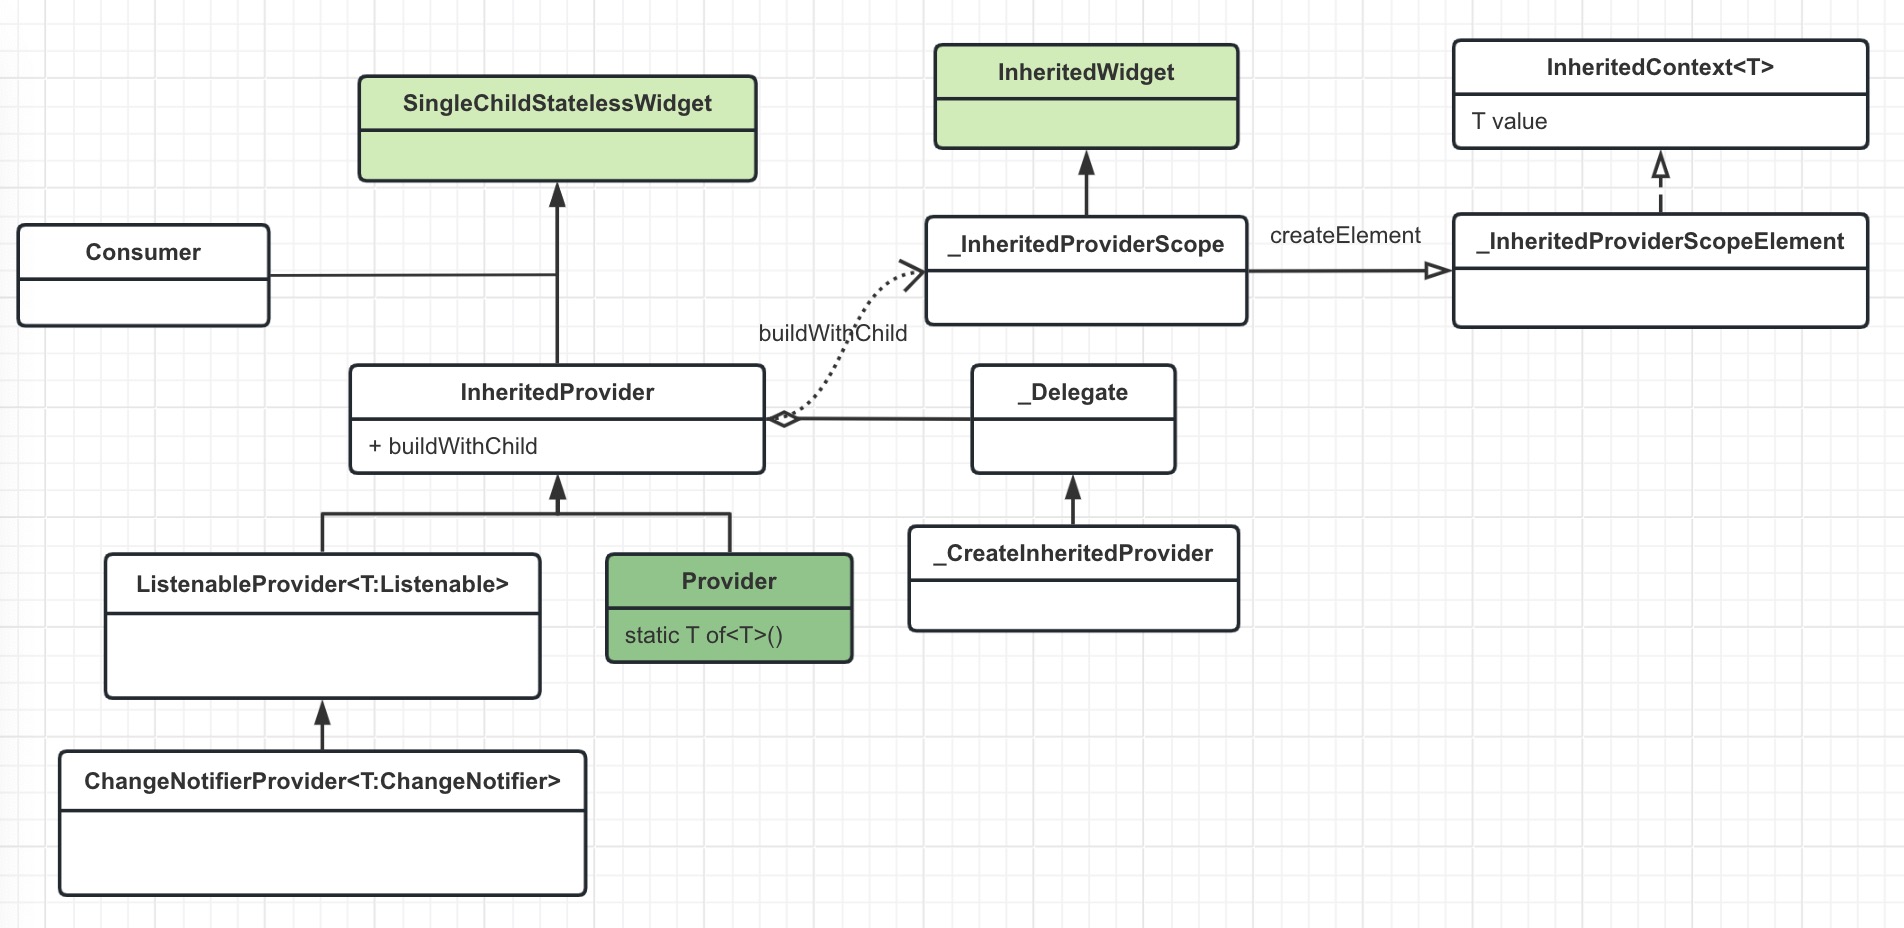 InheritedWidget
InheritedContext<T>
T value
SingleChildStatelessWidget
Consumer
_InheritedProviderScope
createElement
_InheritedProviderScopeElement
buildWithChild
InheritedProvider
+ buildWithChild
_Delegate
ListenableProvider<T:Listenable>
Provider
static T of<T>()
_CreateInheritedProvider
ChangeNotifierProvider<T:ChangeNotifier>